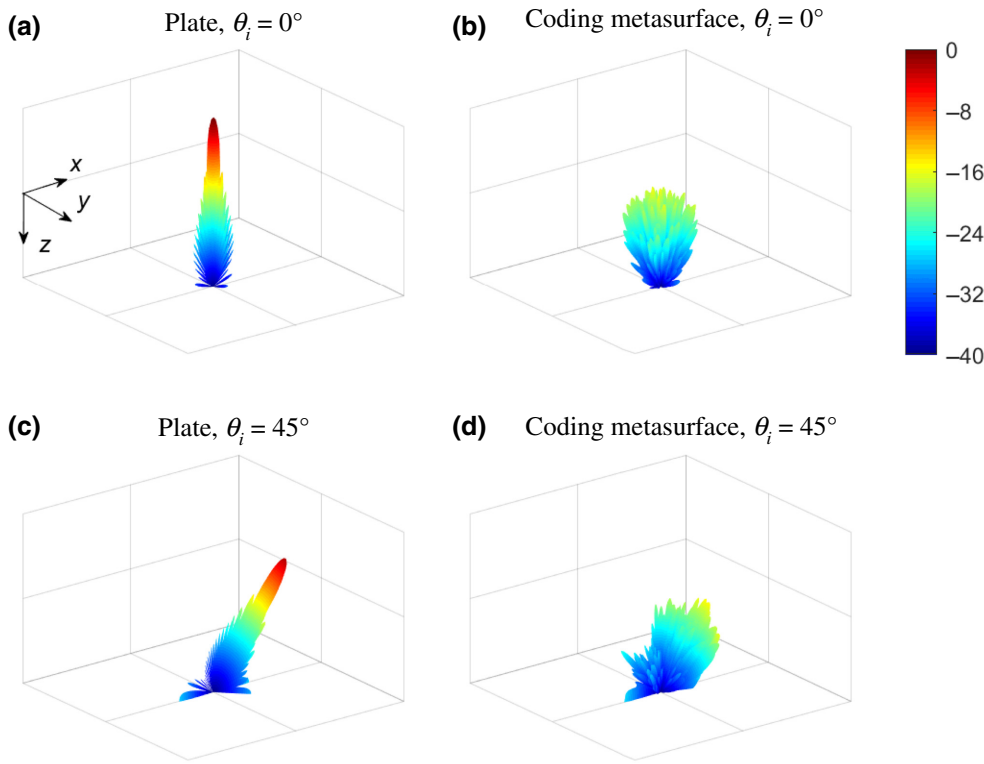 (a) Plate, θi = 0°
(b) Coding metasurface, θi = 0°
x
y
z
0
–8
–16
–24
–32
–40
(c) Plate, θi = 45°
(d) Coding metasurface, θi = 45°